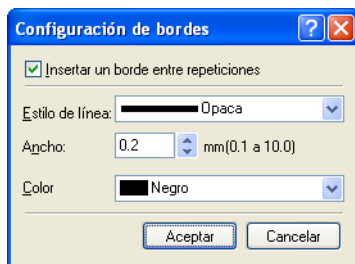 Configuración de bordes
Insertar un borde entre repeticiones
Estilo de línea: Opaca
Ancho: 0.2 mm(0.1 a 10.0)
Color Negro
Aceptar Cancelar